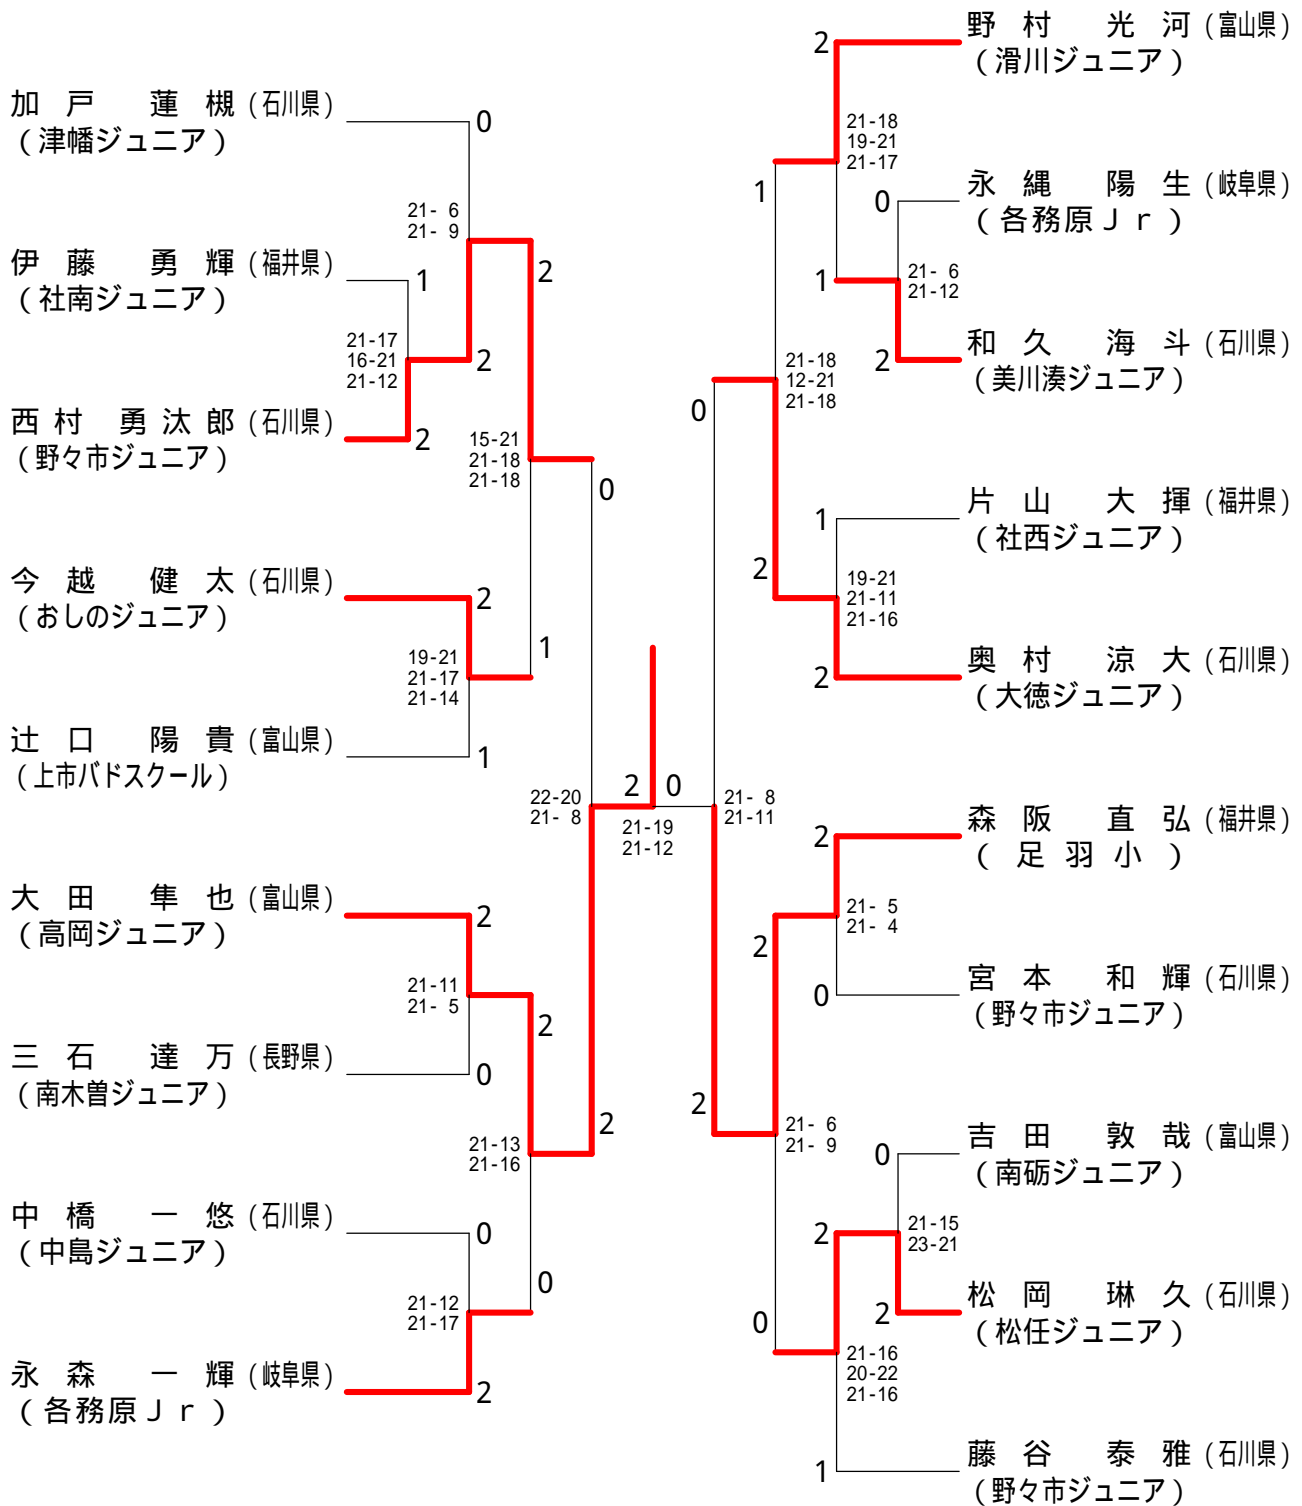 加戸 蓮槻 (石川県)
(津幡ジュニア)
0
21- 6
21- 9
伊藤 勇輝 (福井県)
(社南ジュニア)
1
2
21-17
16-21
21-12
2
西村 勇汰郎 (石川県)
(野々市ジュニア)
2
15-21
21-18
21-18
0
今越 健太 (石川県)
(おしのジュニア)
2
1
19-21
21-17
21-14
辻口 陽貴 (富山県)
(上市バドスクール)
1
22-20
21- 8
2
0
21-19
21-12
大田 隼也 (富山県)
(高岡ジュニア)
2
21-11
21- 5
2
三石 達万 (長野県)
(南木曽ジュニア)
0
2
21-13
21-16
中橋 一悠 (石川県)
(中島ジュニア)
0
0
21-12
21-17
永森 一輝 (岐阜県)
(各務原Ｊｒ)
2
2
野村 光河 (富山県)
(滑川ジュニア)
21-18
19-21
21-17
1
0
永縄 陽生 (岐阜県)
(各務原Ｊｒ)
1
21- 6
21-12
2
和久 海斗 (石川県)
(美川湊ジュニア)
21-18
12-21
21-18
0
1
片山 大揮 (福井県)
(社西ジュニア)
2
19-21
21-11
21-16
2
奥村 涼大 (石川県)
(大徳ジュニア)
21- 8
21-11
2
森阪 直弘 (福井県)
(足羽小)
21- 5
21- 4
2
0
宮本 和輝 (石川県)
(野々市ジュニア)
2
21- 6
21- 9
0
吉田 敦哉 (富山県)
(南砺ジュニア)
2
21-15
23-21
2
松岡 琳久 (石川県)
(松任ジュニア)
0
21-16
20-22
21-16
1
藤谷 泰雅 (石川県)
(野々市ジュニア)